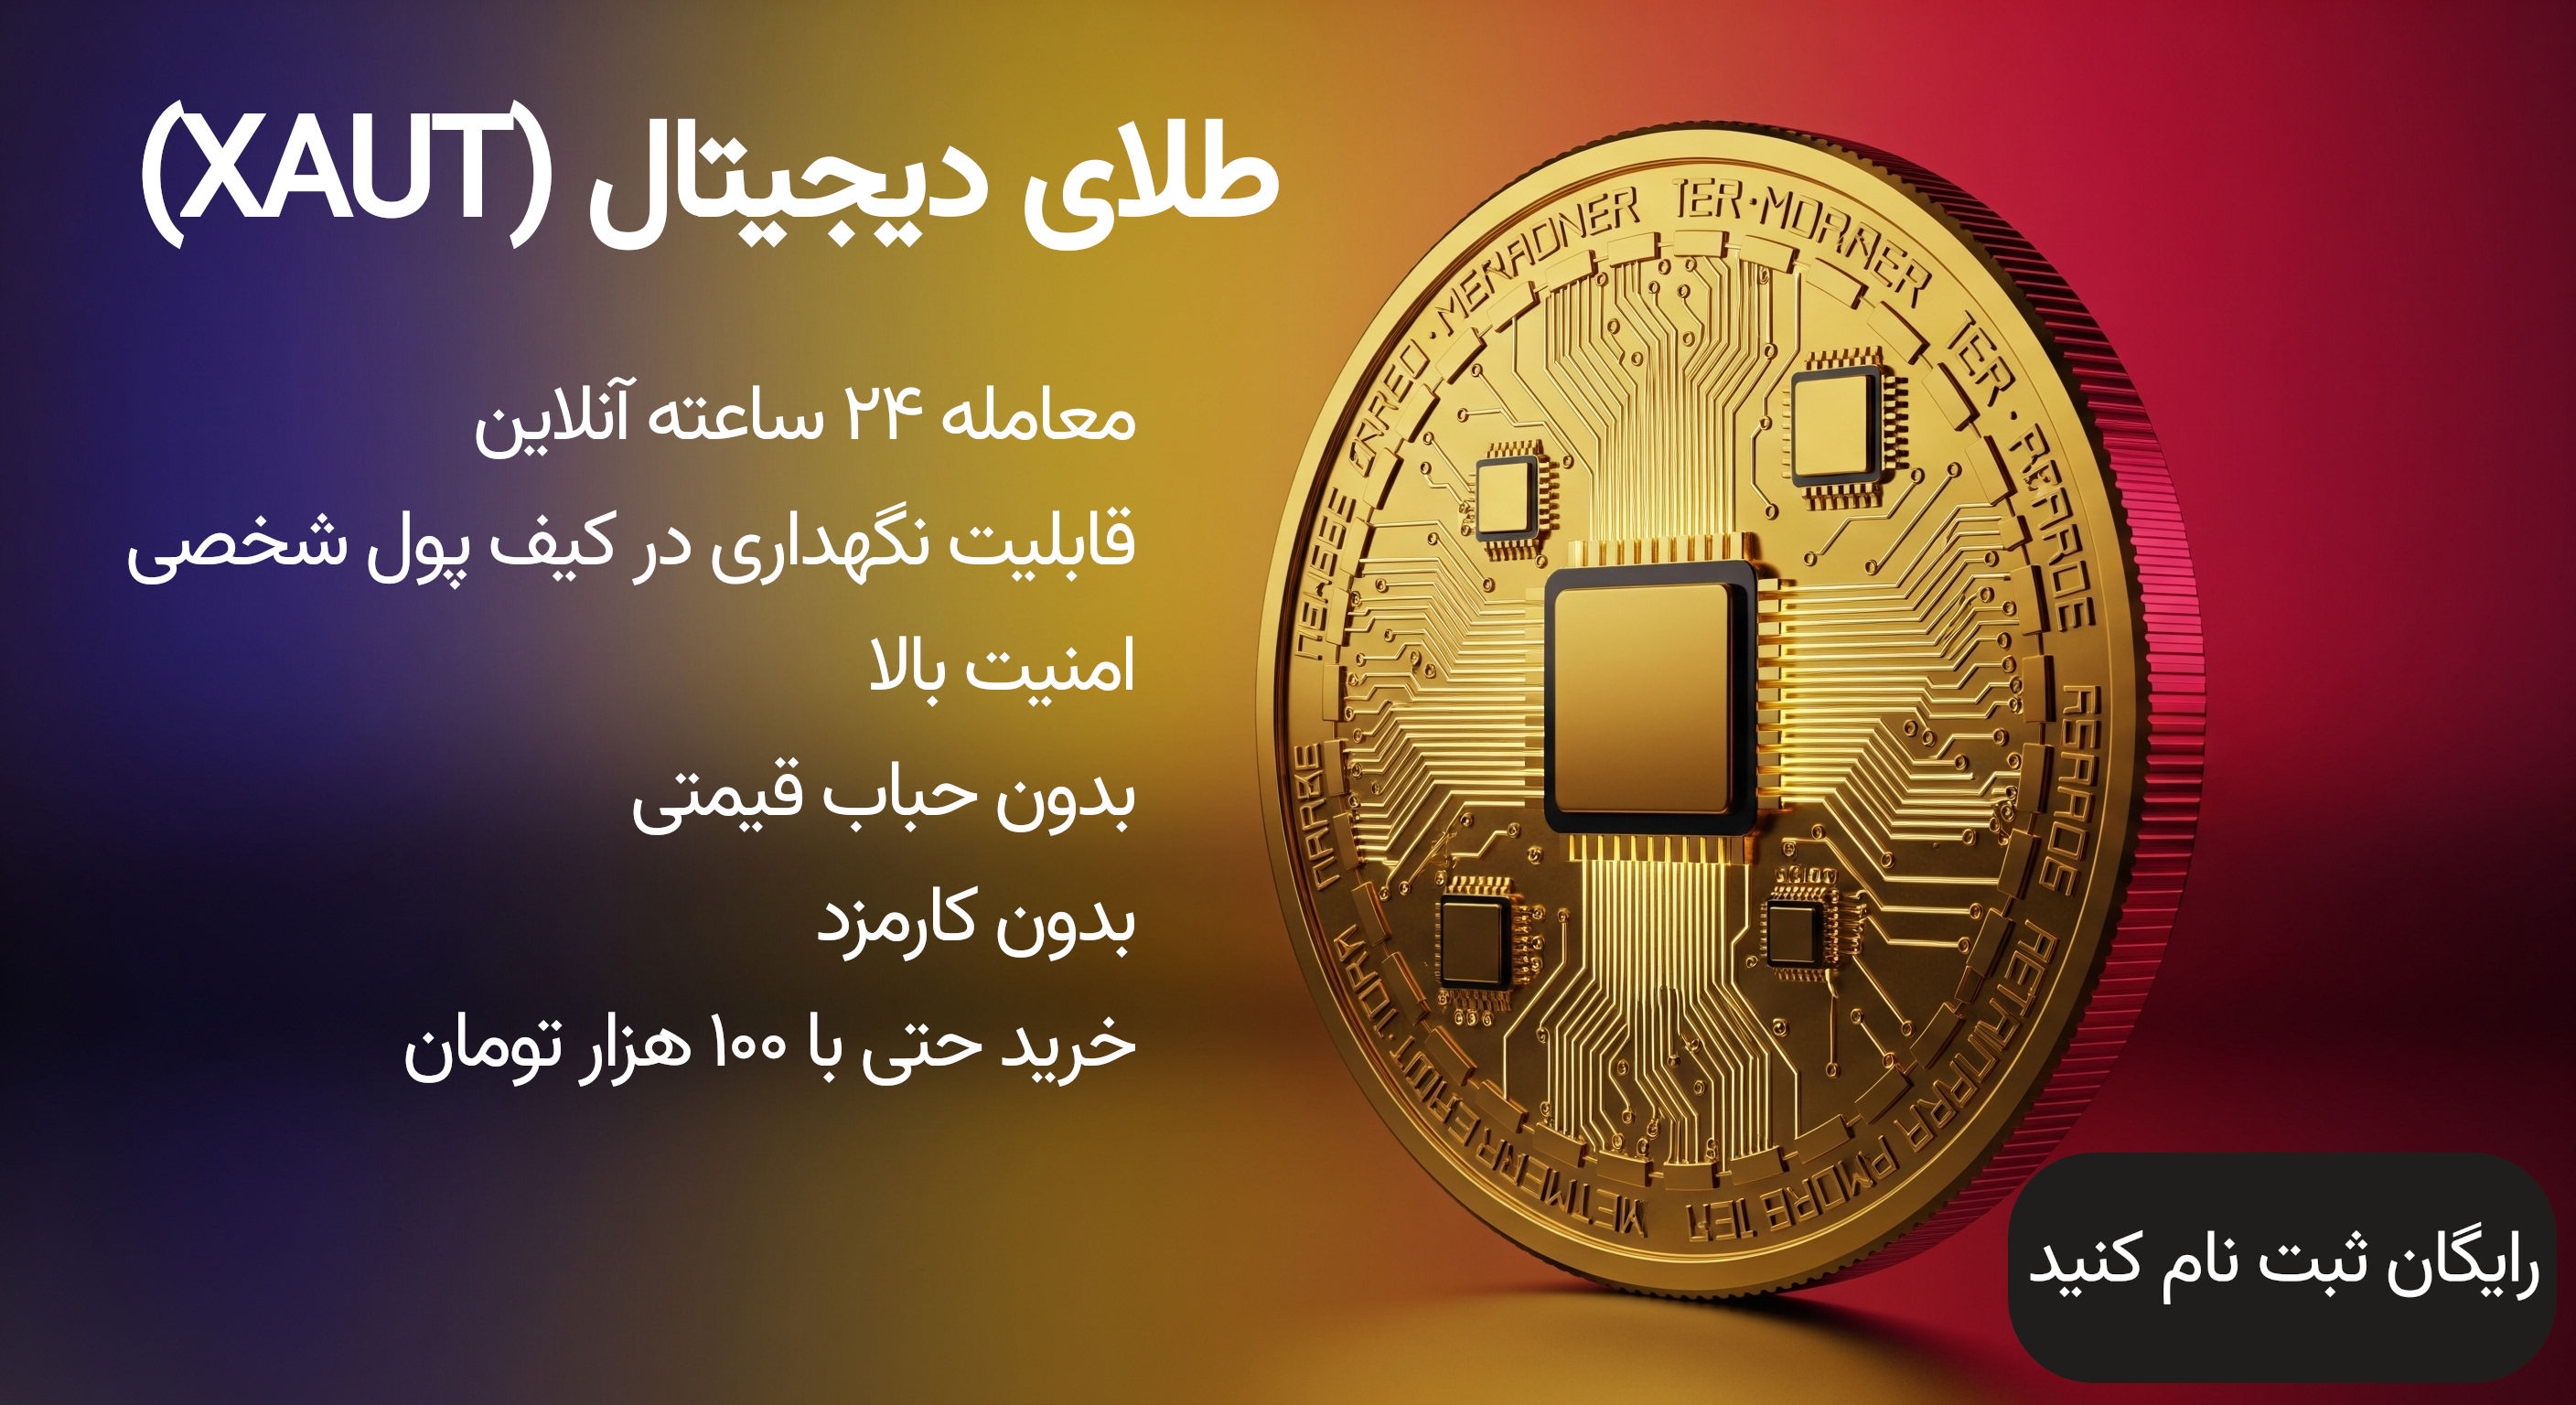 طلای دیجیتال (XAUT)
معامله ۲۴ ساعته آنلاین
قابلیت نگهداری در کیف پول شخصی
امنیت بالا
بدون حباب قیمتی
بدون کارمزد
خرید حتی با ۱۰۰ هزار تومان
رایگان ثبت نام کنید